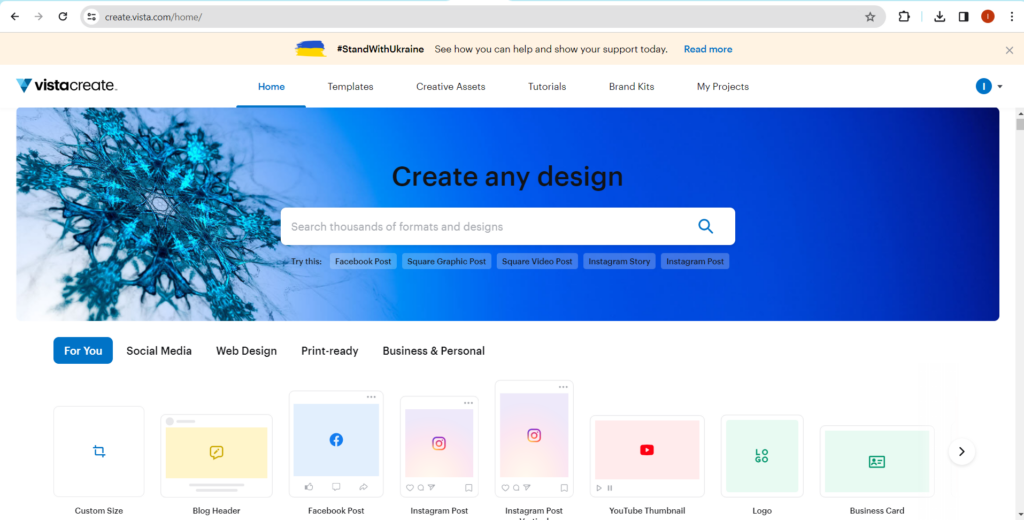 create.vista.com/home/
#StandWithUkraine See how you can help and show your support today. Read more
vistacreate.
Home Templates Creative Assets Tutorials Brand Kits My Projects
I
I
Create any design
Search thousands of formats and designs
Try this: Facebook Post Square Graphic Post Square Video Post Instagram Story Instagram Post
For You Social Media Web Design Print-ready Business & Personal
LO
GO
Custom Size Blog Header Facebook Post Instagram Post Instagram Post YouTube Thumbnail Logo Business Card